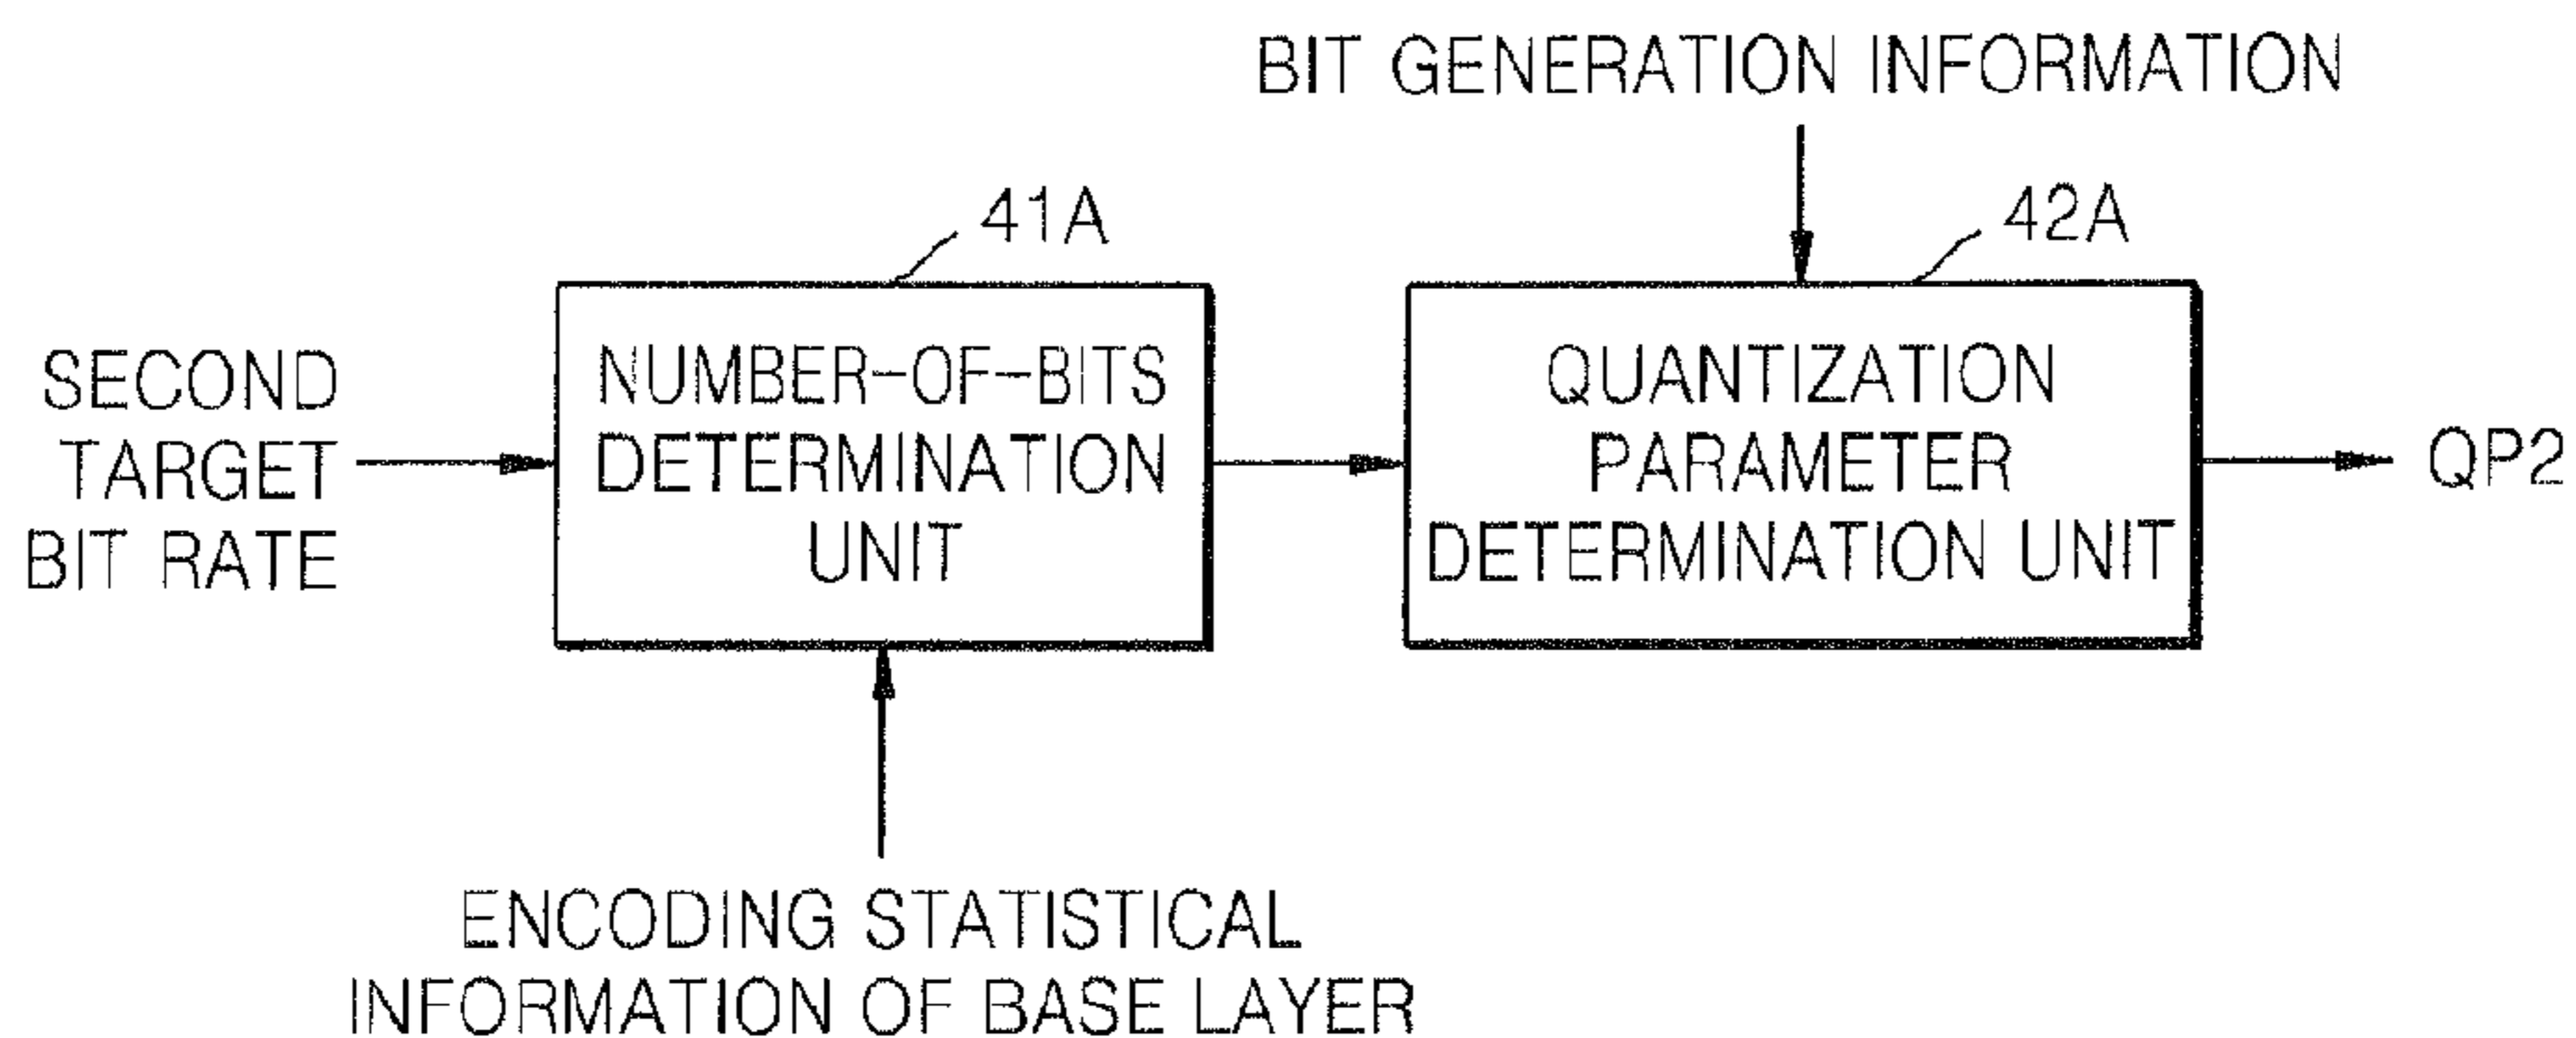 BIT GENERATION INFORMATION
41A
42A
SECOND
TARGET
BIT RATE
NUMBER-OF-BITS
DETERMINATION
UNIT
QUANTIZATION
PARAMETER
DETERMINATION UNIT
QP2
ENCODING STATISTICAL
INFORMATION OF BASE LAYER